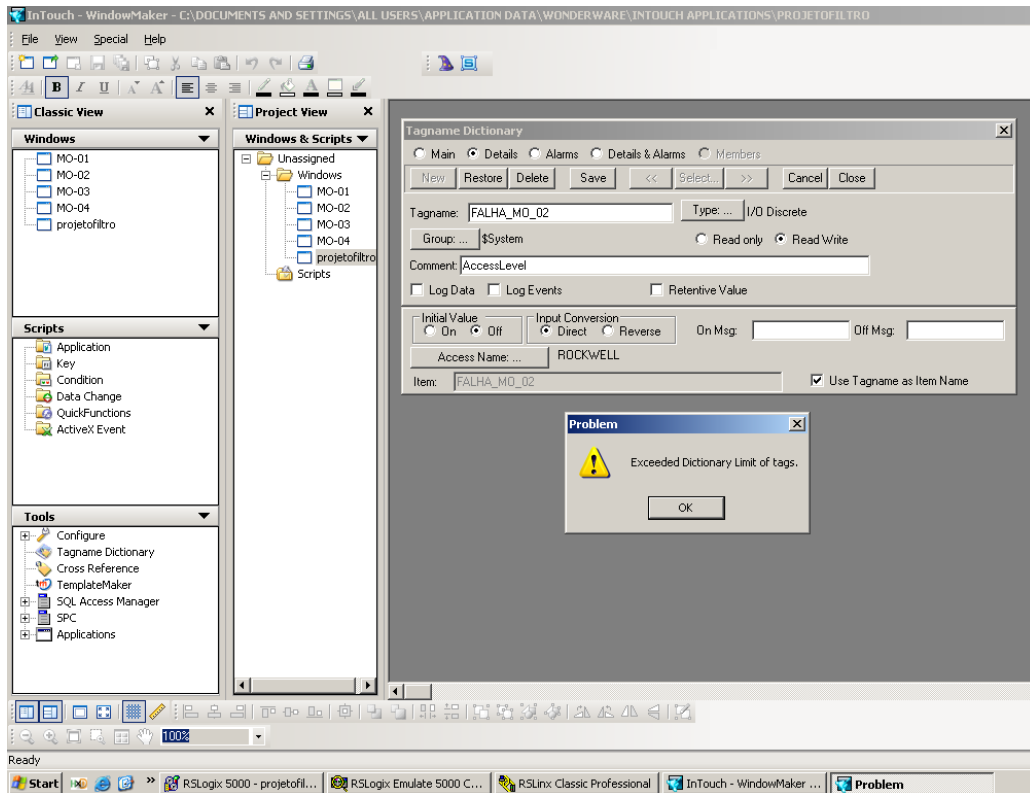 InTouch - WindowMaker - C:\DOCUMENTS AND SETTINGS\ALL USERS\APPLICATION DATA\WONDERWARE\INTOUCH APPLICATIONS\PROJETOFILTRO
File View Special Help
B I U A A A
Classic View x
Windows
MO-01
MO-02
MO-03
MO-04
projetofiltro
Scripts
Application
Key
Condition
Data Change
QuickFunctions
ActiveX Event
Tools
Configure
Tagname Dictionary
Cross Reference
TemplateMaker
SQL Access Manager
SPC
Applications
Project View x
Windows & Scripts
Unassigned
Windows
MO-01
MO-02
MO-03
MO-04
projetofiltro
Scripts
Tagname Dictionary
Main Details Alarms Details & Alarms Members
New Restore Delete Save << Select... >> Cancel Close
Tagname: FALHA_MO_02 Type: ... I/O Discrete
Group: ... $System Read only Read Write
Comment: AccessLevel
Log Data Log Events Retentive Value
Initial Value Input Conversion
On Off Direct Reverse On Msg: Off Msg:
Access Name: ... ROCKWELL
Item: FALHA_MO_02 Use Tagname as Item Name
Problem
Exceeded Dictionary Limit of tags.
OK
100%
Ready
Start » RSLogix 5000 - projetofil... RSLogix Emulate 5000 C... RSLinx Classic Professional InTouch - WindowMaker ... Problem